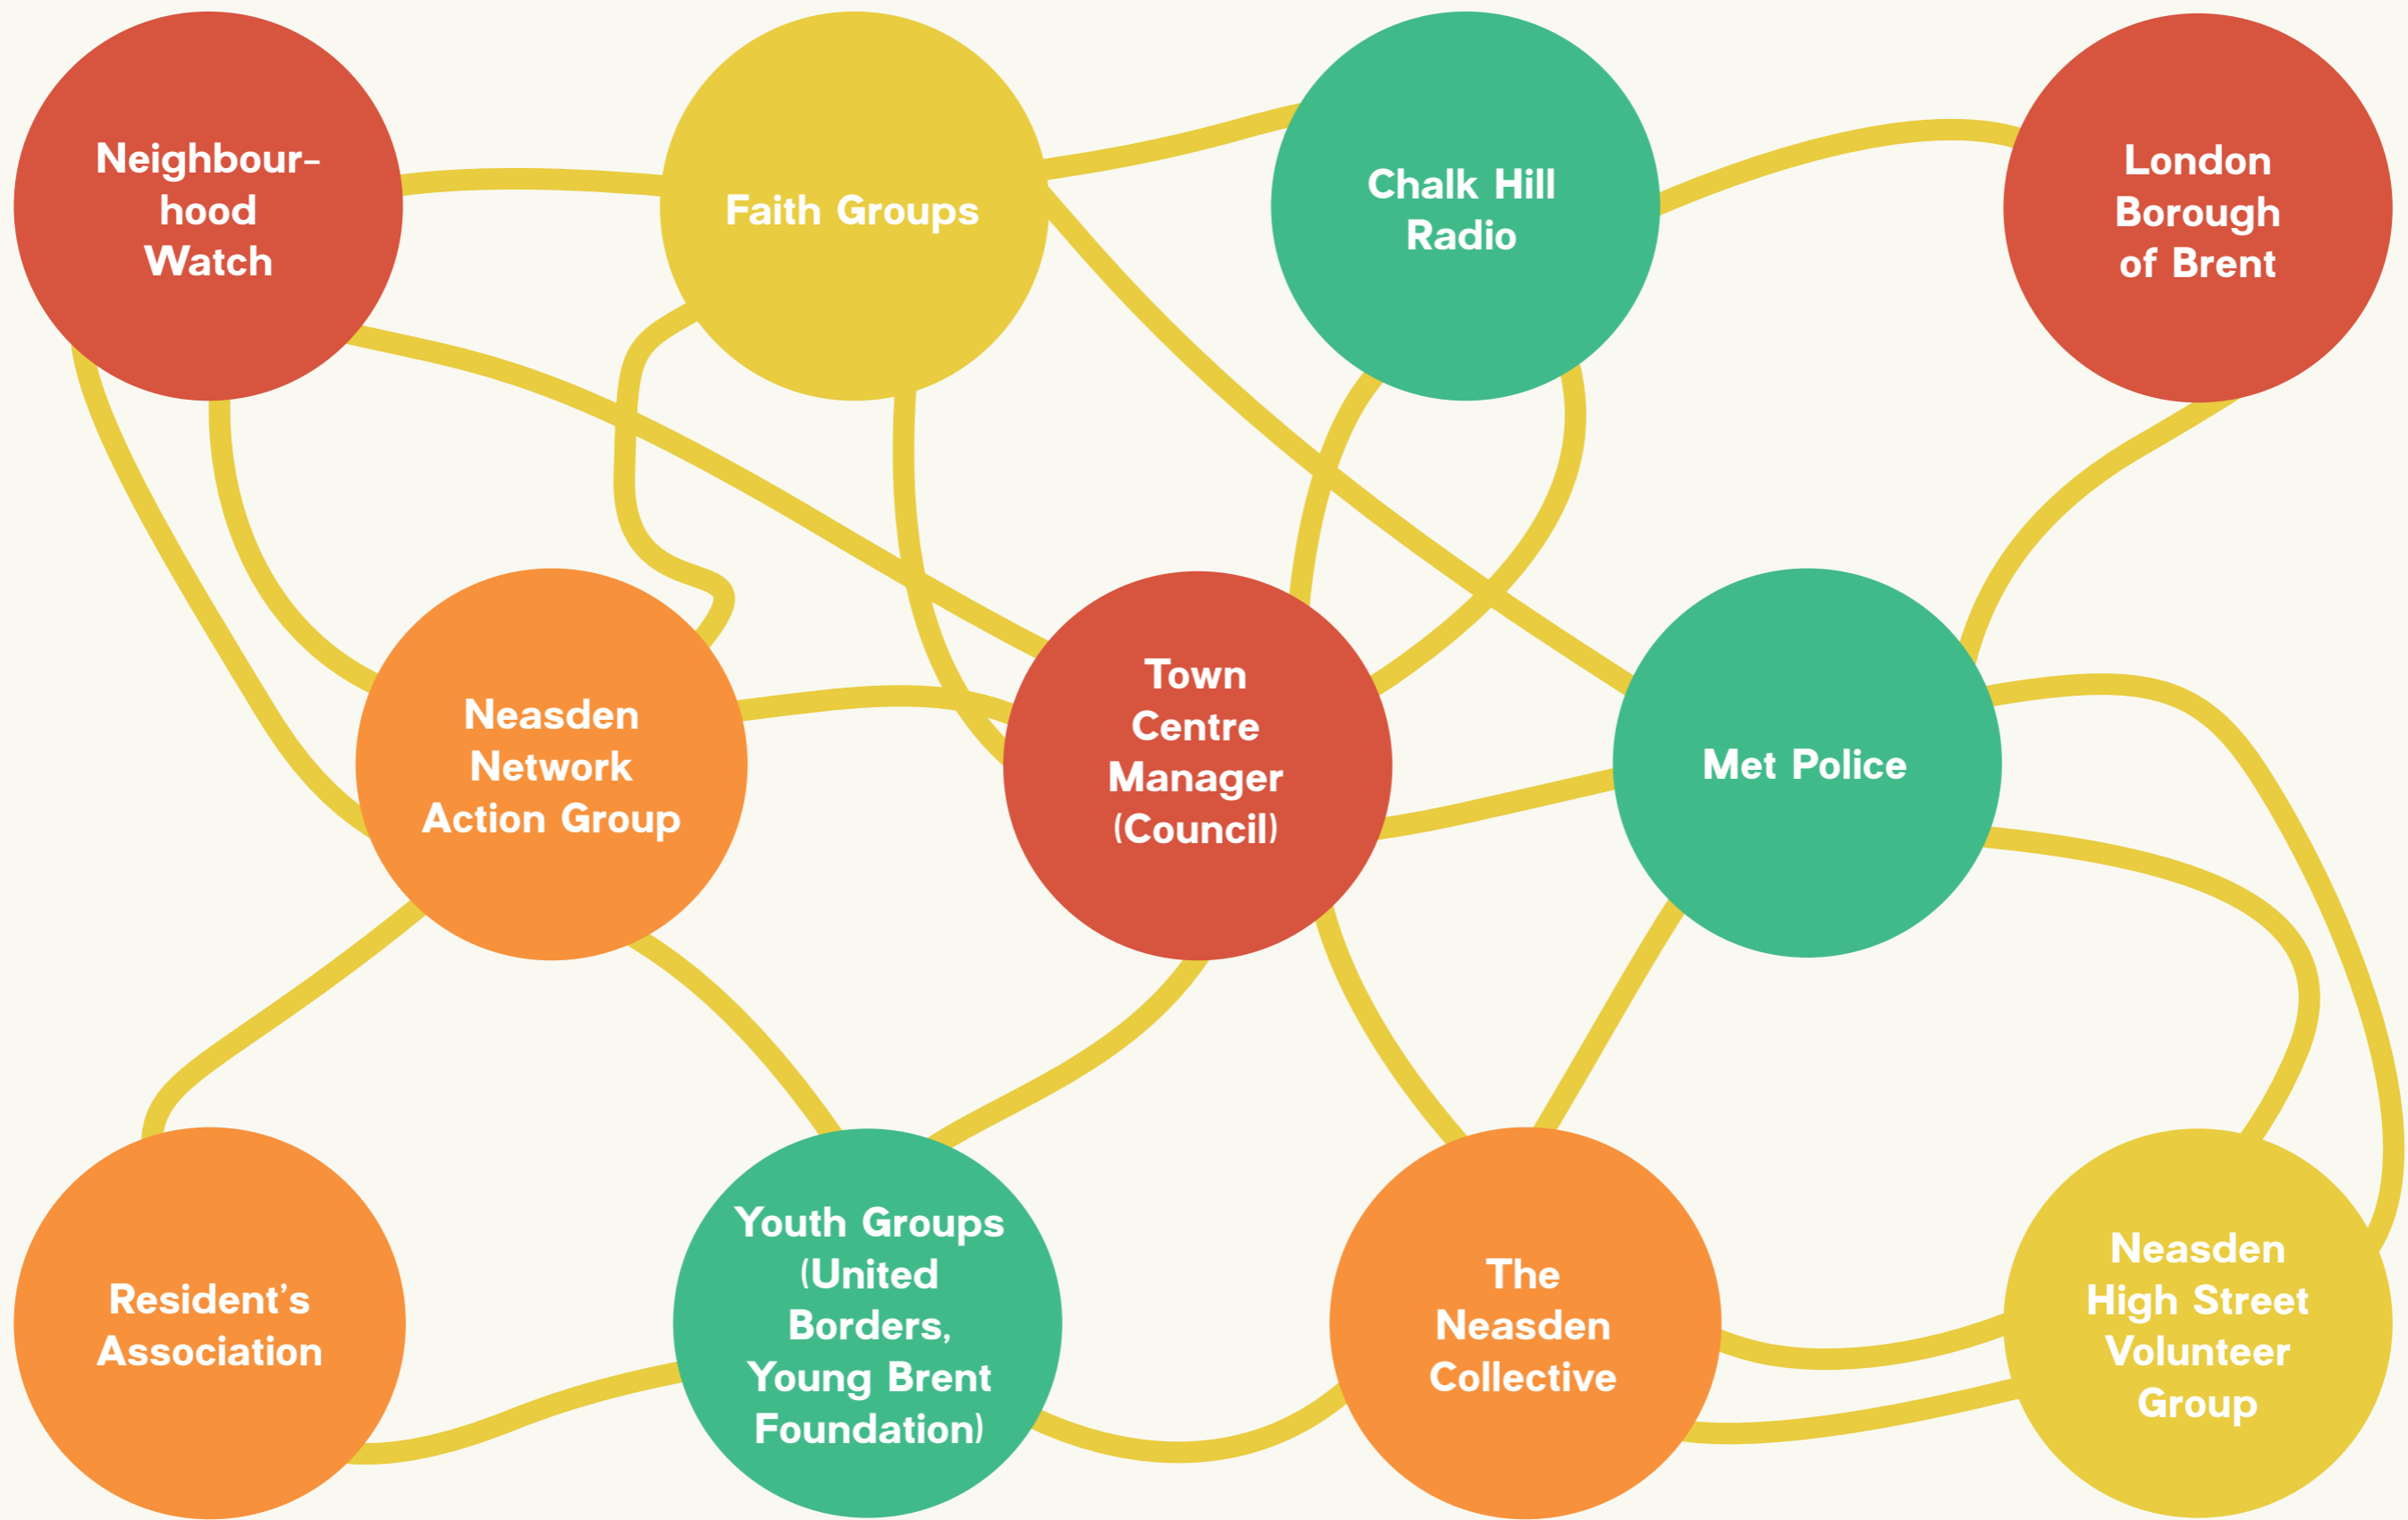 Neighbour–
hood
Watch
Faith Groups
Chalk Hill
Radio
London
Borough
of Brent
Neasden
Network
Action Group
Town
Centre
Manager
(Council)
Met Police
Resident’s
Association
Youth Groups
(United
Borders,
Young Brent
Foundation)
The
Neasden
Collective
Neasden
High Street
Volunteer
Group